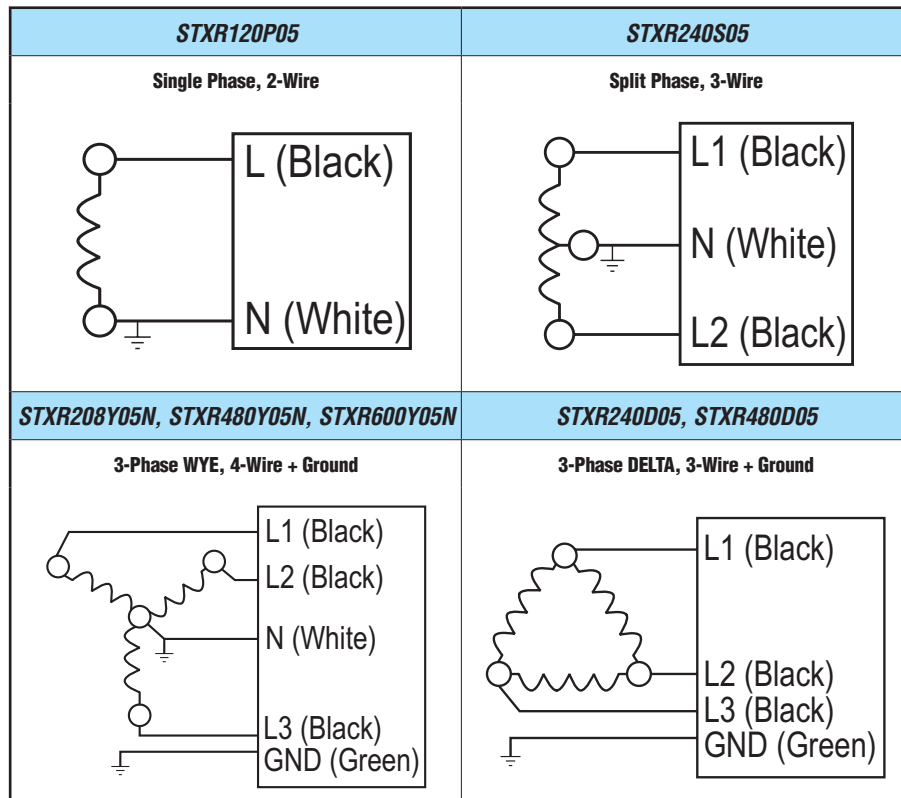 STXR120P05
Single Phase, 2-Wire
L (Black)
N (White)
STXR240S05
Split Phase, 3-Wire
L1 (Black)
N (White)
L2 (Black)
STXR208Y05N, STXR480Y05N, STXR600Y05N
3-Phase WYE, 4-Wire + Ground
L1 (Black)
L2 (Black)
N (White)
L3 (Black)
GND (Green)
STXR240D05, STXR480D05
3-Phase DELTA, 3-Wire + Ground
L1 (Black)
L2 (Black)
L3 (Black)
GND (Green)